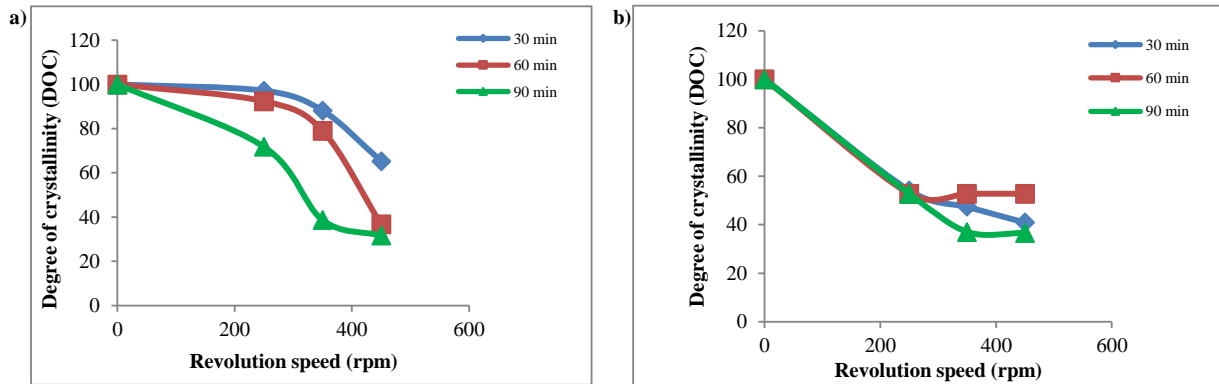 a)
Degree of crystallinity (DOC)
120
100
80
60
40
20
0
0 200 400 600
Revolution speed (rpm)
30 min
60 min
90 min
b)
Degree of crystallinity (DOC)
120
100
80
60
40
20
0
0 200 400 600
Revolution speed (rpm)
30 min
60 min
90 min